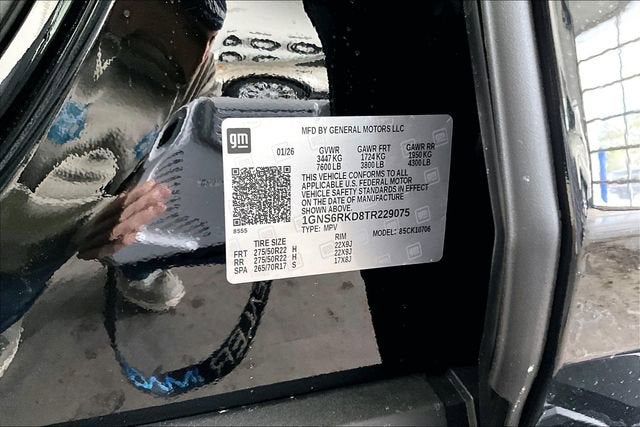 gm
MFD BY GENERAL MOTORS LLC
01/26 GVWR GAWR FRT GAWR RR
3447 KG 1724 KG 1950 KG
7600 LB 3800 LB 4300 LB
THIS VEHICLE CONFORMS TO ALL
APPLICABLE U.S. FEDERAL MOTOR
VEHICLE SAFETY STANDARDS IN EFFECT
ON THE DATE OF MANUFACTURE
SHOWN ABOVE.
1GNS6RKD8TR229075
8555 TYPE: MPV MODEL: 85CK10706
TIRE SIZE RIM
FRT 275/50R22 H 22X9J
RR 275/50R22 H 22X9J
SPA 265/70R17 S 17X8J